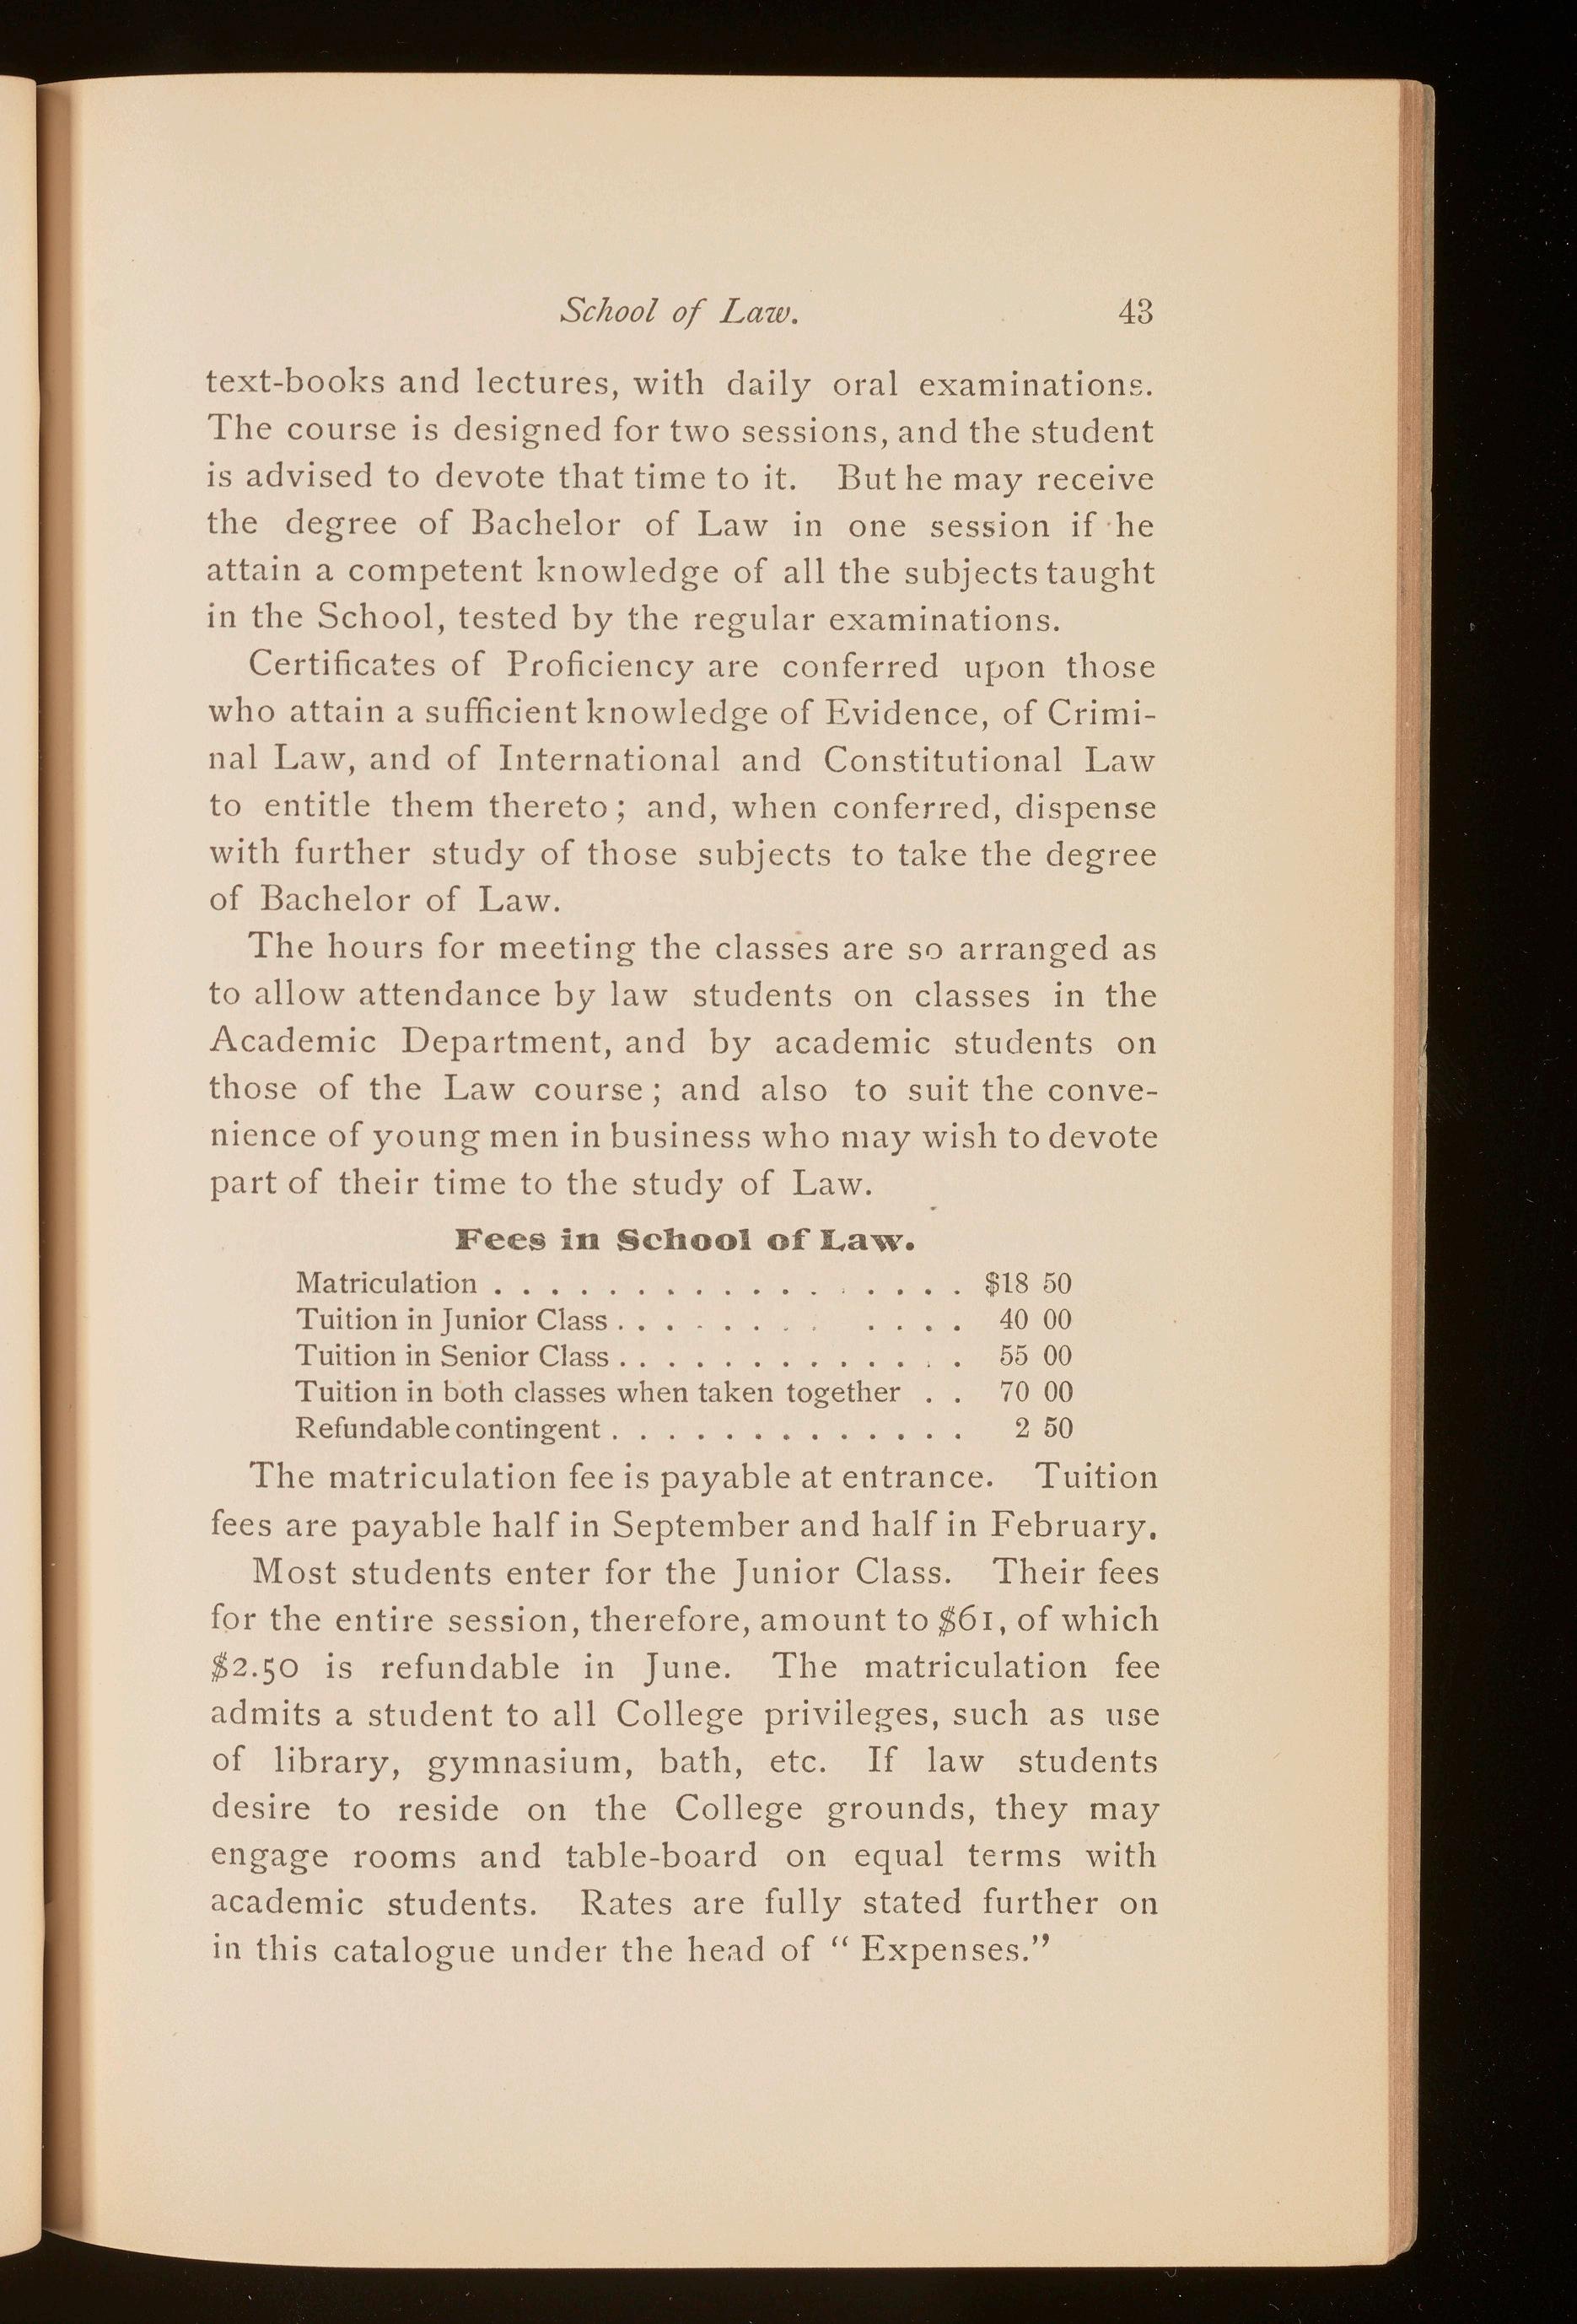 School of Law. 43
text-books and lectures, with daily oral examinations.
The course is designed for two sessions, and the student
is advised to devote that time to it. But he may receive
the degree of Bachelor of Law in one session if he
attain a competent knowledge of all the subjects taught
in the School, tested by the regular examinations.
Certificates of Proficiency are conferred upon those
who attain a sufficient knowledge of Evidence, of Crimi-
nal Law, and of International and Constitutional Law
to entitle them thereto; and, when conferred, dispense
with further study of those subjects to take the degree
of Bachelor of Law.
The hours for meeting the classes are so arranged as
to allow attendance by law students on classes in the
Academic Department, and by academic students on
those of the Law course; and also to suit the conve-
nience of young men in business who may wish to devote
part of their time to the study of Law.
Fees in School of Law.
Matriculation . . . . . . . . . . . . . . . . . $18 50
Tuition in Junior Class . . . . . . . . . . . . 40 00
Tuition in Senior Class . . . . . . . . . . . . . 55 00
Tuition in both classes when taken together . . 70 00
Refundable contingent . . . . . . . . . . . . . 2 50
The matriculation fee is payable at entrance. Tuition
fees are payable half in September and half in February.
Most students enter for the Junior Class. Their fees
for the entire session, therefore, amount to $61, of which
$2.50 is refundable in June. The matriculation fee
admits a student to all College privileges, such as use
of library, gymnasium, bath, etc. If law students
desire to reside on the College grounds, they may
engage rooms and table-board on equal terms with
academic students. Rates are fully stated further on
in this catalogue under the head of "Expenses."